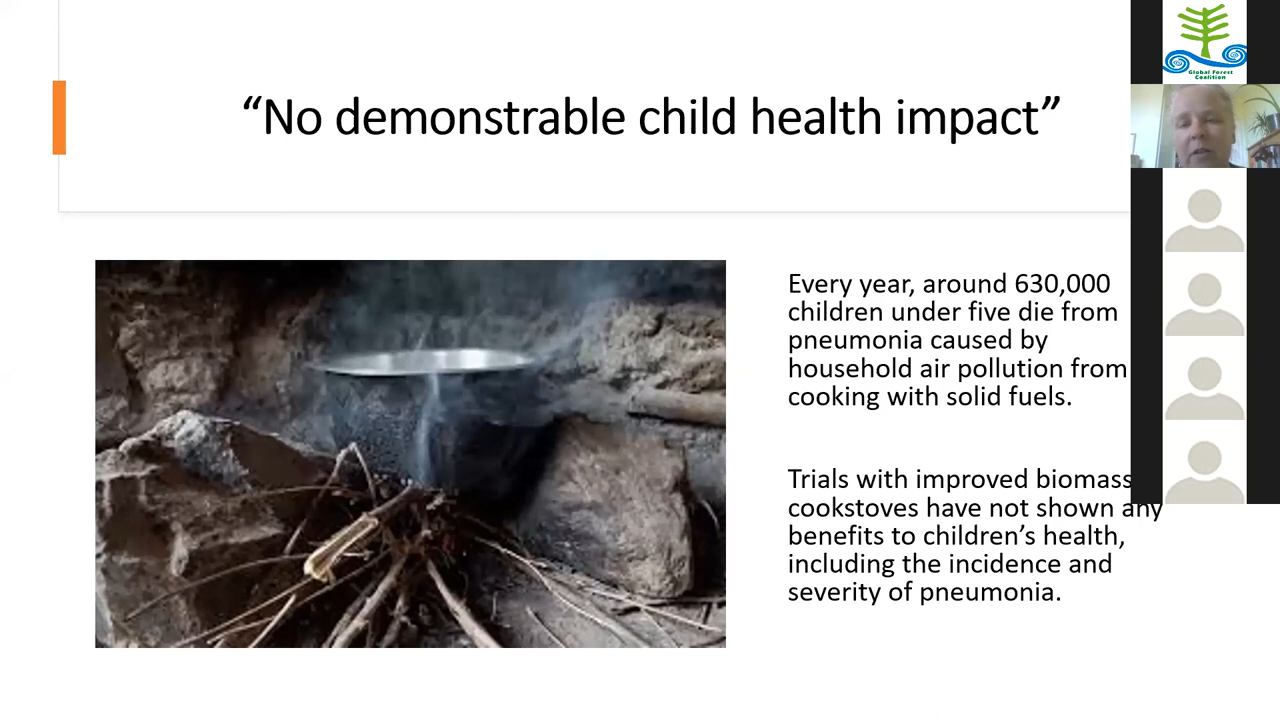 “No demonstrable child health impact”
Global Forest
Coalition
Every year, around 630,000
children under five die from
pneumonia caused by
household air pollution from
cooking with solid fuels.
Trials with improved biomass
cookstoves have not shown any
benefits to children’s health,
including the incidence and
severity of pneumonia.